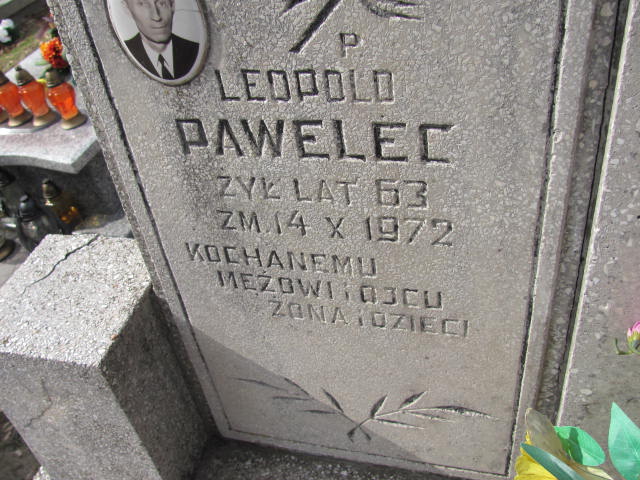 P
LEOPOLD
PAWELEC
ŻYŁ LAT 63
ZM. 14 X 1972
KOCHANEMU
MĘŻOWI I OJCU
ŻONA I DZIECI